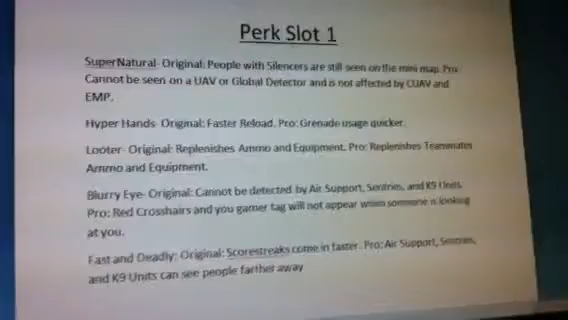 Perk Slot 1
SuperNatural- Original: People with Silencers are still seen on the mini map. Pro:
Cannot be seen on a UAV or Global Detector and is not affected by CUAV and
EMP.
Hyper Hands- Original: Faster Reload. Pro: Grenade usage quicker.
Looter- Original: Replenishes Ammo and Equipment. Pro: Replenishes Teammates
Ammo and Equipment.
Blurry Eye- Original: Cannot be detected by Air Support, Sentries, and K9 Units.
Pro: Red Crosshairs and you gamer tag will not appear when someone is looking
at you.
Fast and Deadly: Original: Scorestreaks come in faster. Pro: Air Support, Sentries,
and K9 Units can see people farther away